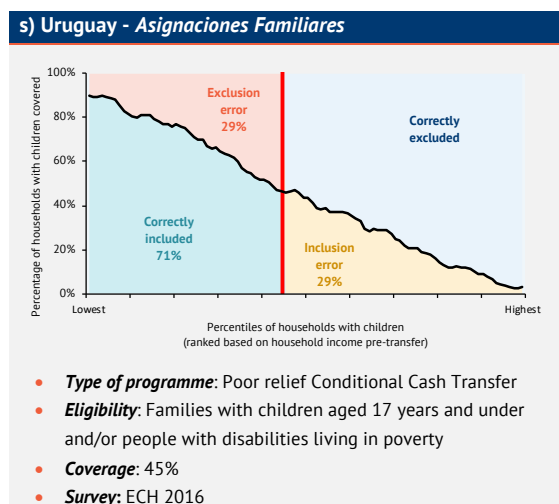 s) Uruguay - Asignaciones Familiares
Percentage of households with children covered
100%
80%
60%
40%
20%
0%
Exclusion
error
29%
Correctly
excluded
Correctly
included
71%
Inclusion
error
29%
Lowest
Highest
Percentiles of households with children
(ranked based on household income pre-transfer)
• Type of programme: Poor relief Conditional Cash Transfer
• Eligibility: Families with children aged 17 years and under
and/or people with disabilities living in poverty
• Coverage: 45%
• Survey: ECH 2016